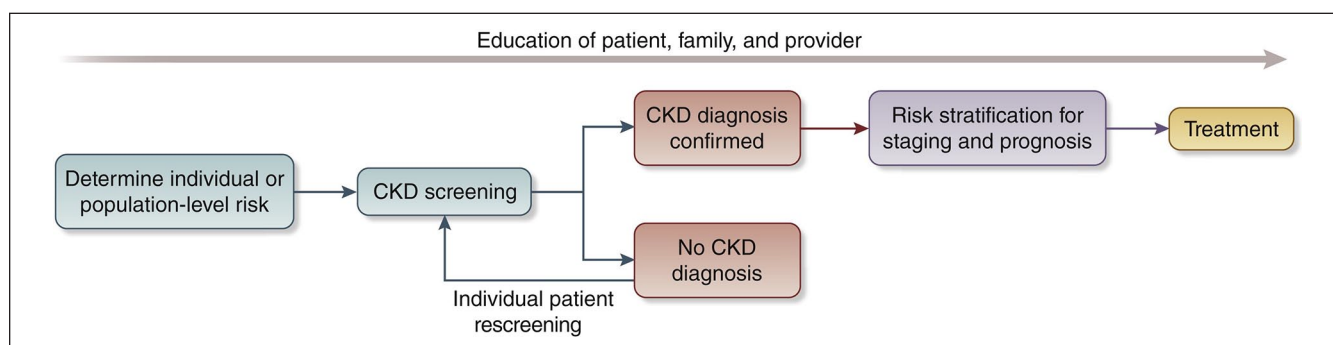 Education of patient, family, and provider
Determine individual or
population-level risk
CKD screening
CKD diagnosis
confirmed
Risk stratification for
staging and prognosis
Treatment
No CKD
diagnosis
Individual patient
rescreening